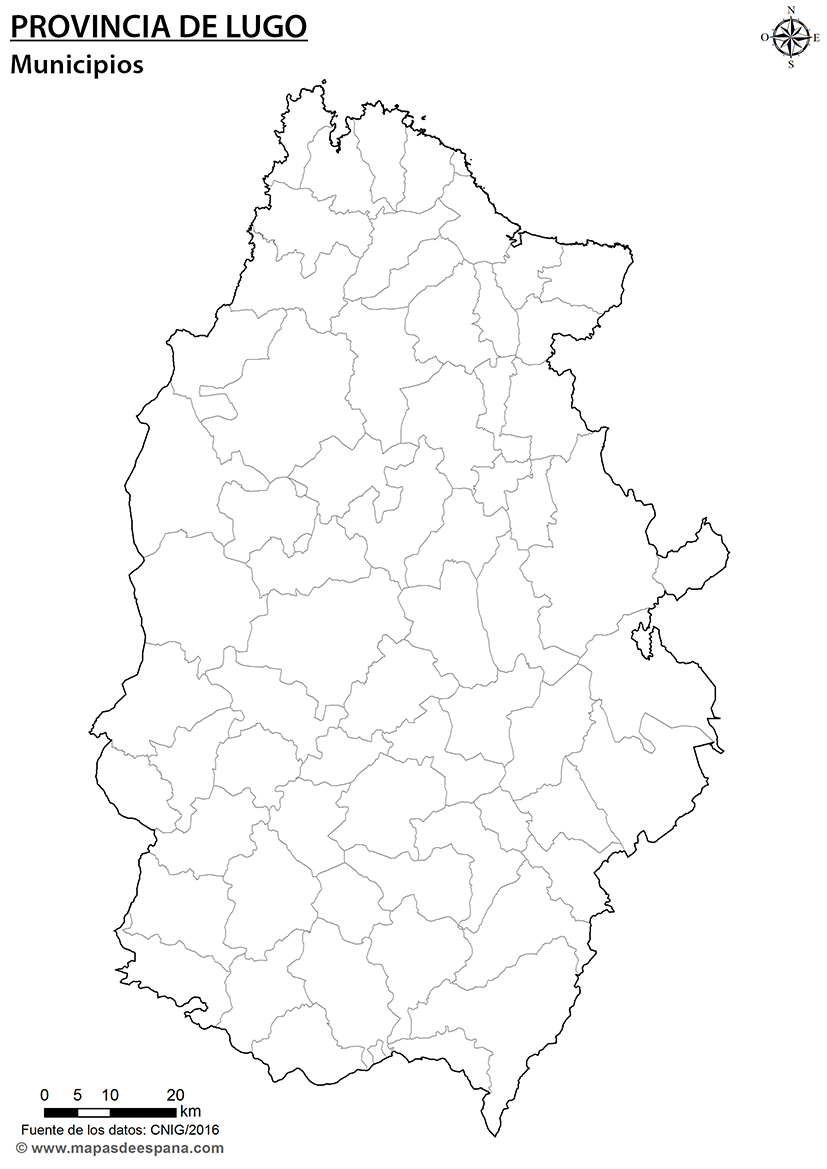 PROVINCIA DE LUGO
Municipios
N
O
E
S
0 5 10 20
km
Fuente de los datos: CNIG/2016
© www.mapasdeespana.com